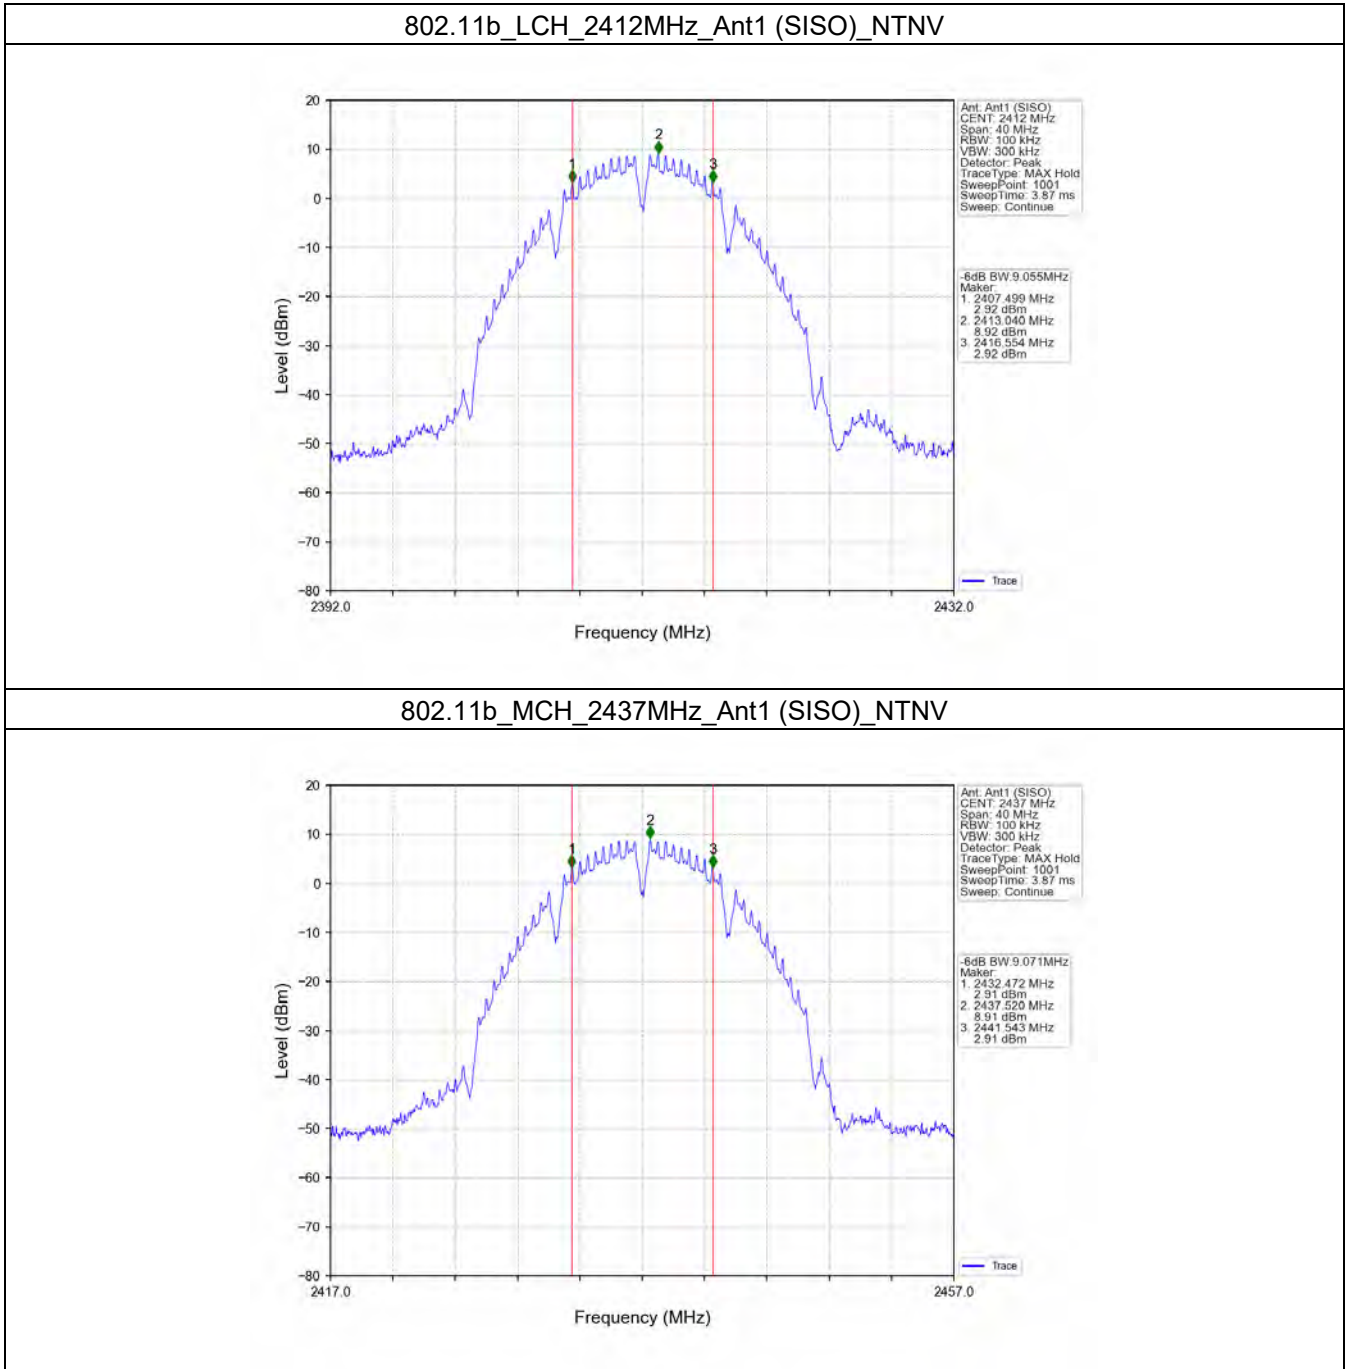 802.11b_LCH_2412MHz_Ant1 (SISO)_NTNV
20
10
0
−10
−20
−30
−40
−50
−60
−70
−80
Level (dBm)
1
2
3
2392.0
2432.0
Frequency (MHz)
Ant: Ant1 (SISO)
CENT: 2412 MHz
Span: 40 MHz
RBW: 100 kHz
VBW: 300 kHz
Detector: Peak
TraceType: MAX Hold
SweepPoint: 1001
SweepTime: 3.87 ms
Sweep: Continue
-6dB BW:9.055MHz
Maker:
1. 2407.499 MHz
2.92 dBm
2. 2413.040 MHz
8.92 dBm
3. 2416.554 MHz
2.92 dBm
Trace
802.11b_MCH_2437MHz_Ant1 (SISO)_NTNV
20
10
0
−10
−20
−30
−40
−50
−60
−70
−80
Level (dBm)
1
2
3
2417.0
2457.0
Frequency (MHz)
Ant: Ant1 (SISO)
CENT: 2437 MHz
Span: 40 MHz
RBW: 100 kHz
VBW: 300 kHz
Detector: Peak
TraceType: MAX Hold
SweepPoint: 1001
SweepTime: 3.87 ms
Sweep: Continue
-6dB BW:9.071MHz
Maker:
1. 2432.472 MHz
2.91 dBm
2. 2437.520 MHz
8.91 dBm
3. 2441.543 MHz
2.91 dBm
Trace